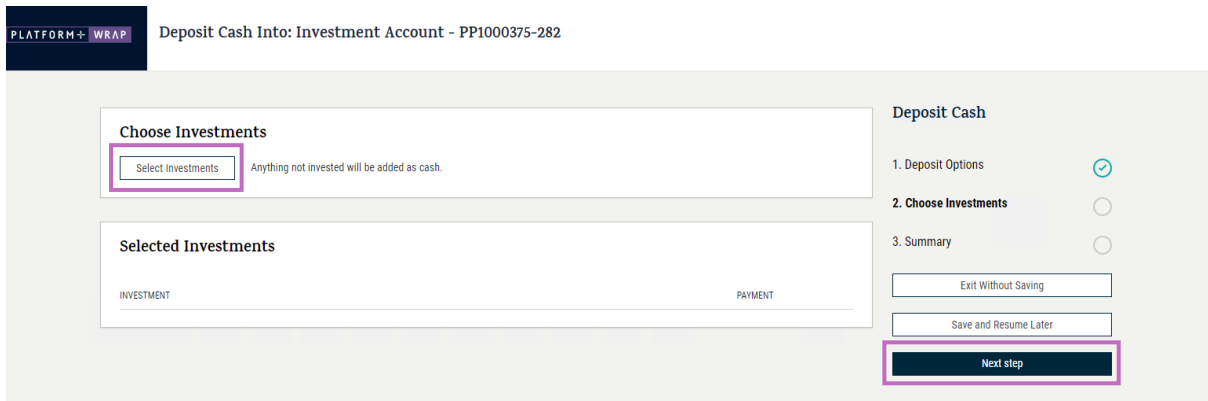 PLATFORM+ WRAP
Deposit Cash Into: Investment Account - PP1000375-282
Choose Investments
Select Investments Anything not invested will be added as cash.
Selected Investments
INVESTMENT PAYMENT
Deposit Cash
1. Deposit Options
2. Choose Investments
3. Summary
Exit Without Saving
Save and Resume Later
Next step